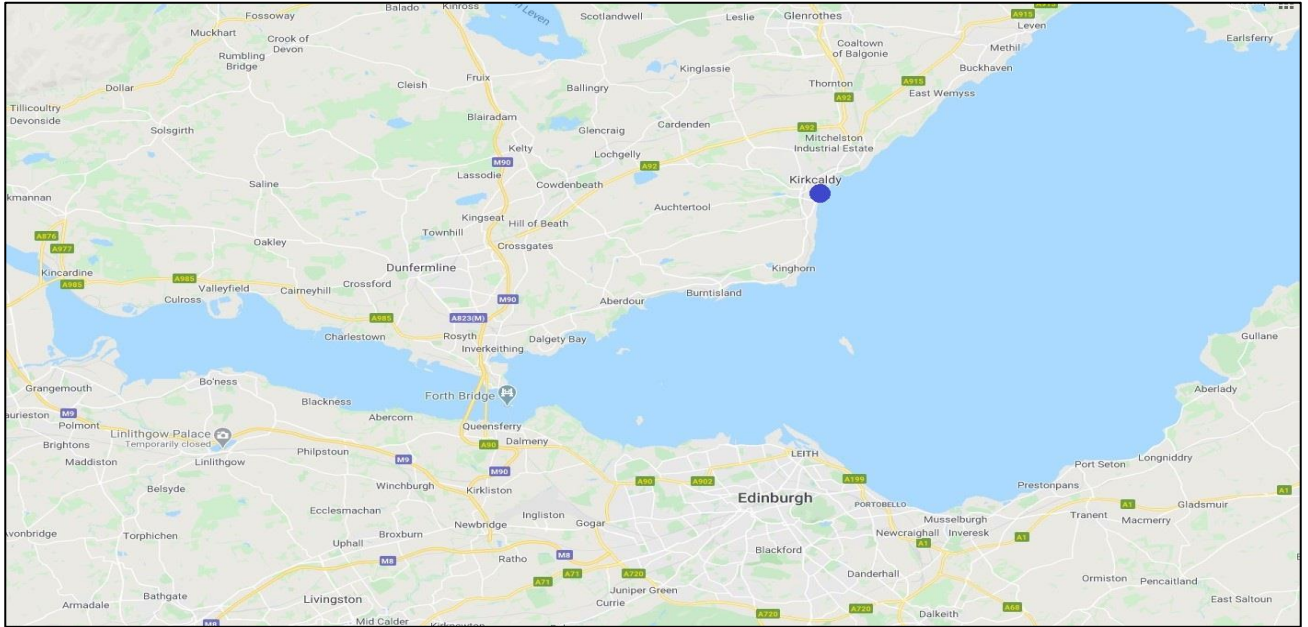 Balado
Kinross
Leven
Scotlandwell
Leslie
Glenrothes
A915
A915
Leven
Fossoway
Muckhart
Crook of
Devon
Rumbling
Bridge
Coaltown
of Balgonie
Methil
Earlsferry
Dollar
Cleish
Fruix
Ballingry
Kinglassie
Thornton
A915
Buckhaven
East Wemyss
A92
Tillicoultry
Devonside
Solsgirth
Blairadam
Glencraig
Cardenden
A92
Mitchelston
Industrial Estate
Kelty
Lochgelly
M90
A92
Saline
Lassodie
Cowdenbeath
Kirkcaldy
kmannan
Kingseat
Hill of Beath
Auchtertool
Townhill
A876
A977
Oakley
Crossgates
Kincardine
Dunfermline
Kinghorn
A985
A985
Valleyfield
Cairneyhill
Crossford
Culross
M90
Aberdour
Burntisland
A985
A823(M)
Charlestown
Rosyth
Dalgety Bay
Inverkeithing
Gullane
Grangemouth
Bo'ness
Blackness
Forth Bridge
Aberlady
aurieston
M9
Polmont
Abercorn
Queensferry
Linlithgow Palace
Temporarily closed
Brightons
Maddiston
Linlithgow
Philpstoun
M9
A90
Dalmeny
LEITH
Longniddry
Port Seton
M90
Belsyde
Winchburgh
Kirkliston
A90
A902
A199
Prestonpans
A1
Edinburgh
PORTOBELLO
Ecclesmachan
Ingliston
Gogar
Newbridge
Musselburgh
Tranent
A1
Gladsmuir
Macmerry
Avonbridge
Torphichen
Uphall
Broxburn
Newcraighall
Inveresk
A1
A1
M8
Ratho
M8
Blackford
Danderhall
A71
A71
A720
Juniper Green
Currie
Ormiston
Pencaitland
Bathgate
Armadale
Livingston
Mid Calder
Kirknewton
M8
A720
A720
Dalkeith
A68
East Saltoun